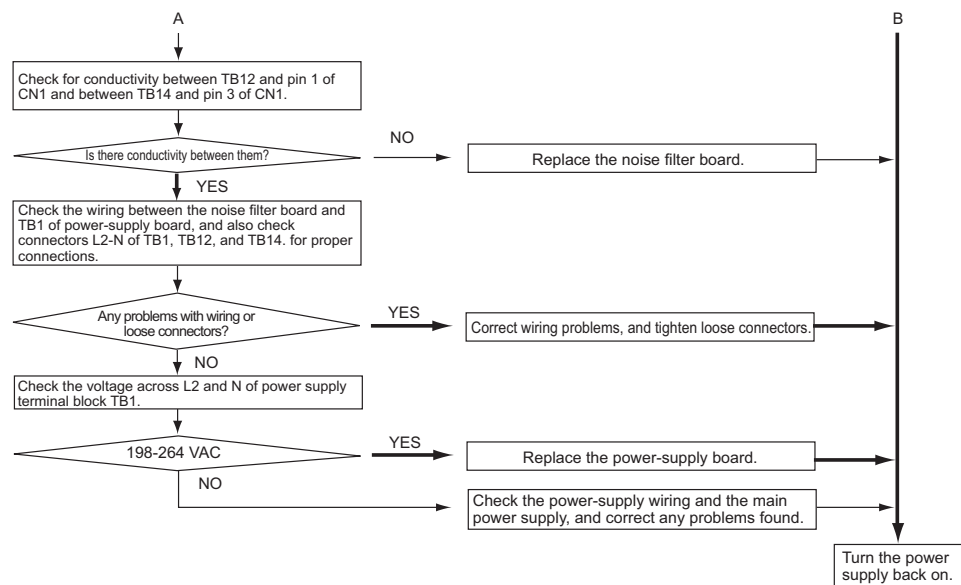 A
B
Check for conductivity between TB12 and pin 1 of
CN1 and between TB14 and pin 3 of CN1.
Is there conductivity between them?
NO
Replace the noise filter board.
YES
Check the wiring between the noise filter board and
TB1 of power-supply board, and also check
connectors L2-N of TB1, TB12, and TB14. for proper
connections.
Any problems with wiring or
loose connectors?
YES
Correct wiring problems, and tighten loose connectors.
NO
Check the voltage across L2 and N of power supply
terminal block TB1.
198-264 VAC
YES
Replace the power-supply board.
NO
Check the power-supply wiring and the main
power supply, and correct any problems found.
Turn the power
supply back on.